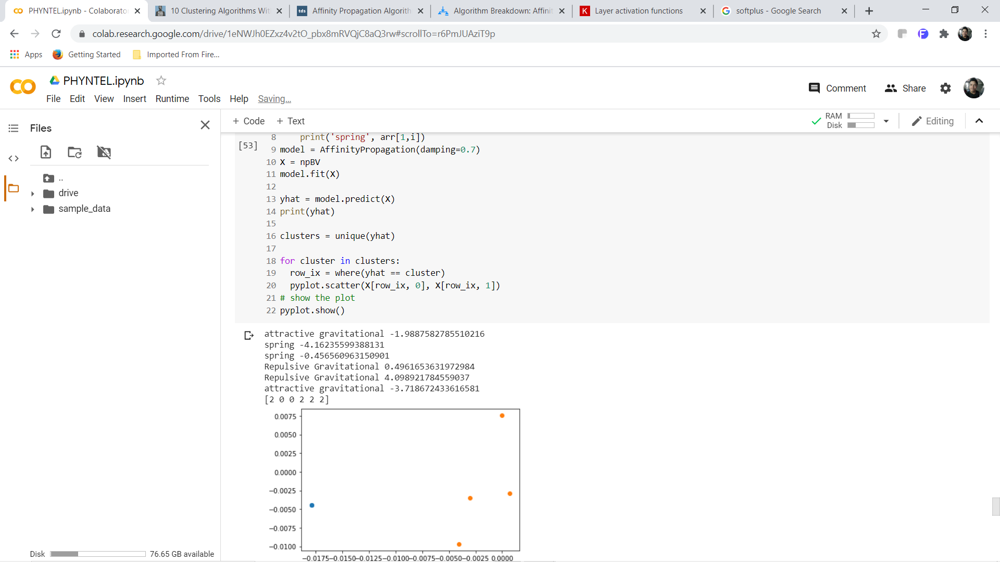 PHYNTEL.ipynb - Colaborato
10 Clustering Algorithms Wit
tds Affinity Propagation Algorith
Algorithm Breakdown: Affinit
K Layer activation functions
G softplus - Google Search
colab.research.google.com/drive/1eNWJh0EZxz4v2tO_pbx8mRVQjC8aQ3rw#scrollTo=r6PmJUAziT9p
Apps Getting Started Imported From Fire...
PHYNTEL.ipynb
File Edit View Insert Runtime Tools Help Saving...
Comment Share
Files
+ Code + Text
RAM
Disk
Editing
..
drive
sample_data
Disk 76.65 GB available
[53]
8 print('spring', arr[1,i])
9 model = AffinityPropagation(damping=0.7)
10 X = npBV
11 model.fit(X)
12
13 yhat = model.predict(X)
14 print(yhat)
15
16 clusters = unique(yhat)
17
18 for cluster in clusters:
19 row_ix = where(yhat == cluster)
20 pyplot.scatter(X[row_ix, 0], X[row_ix, 1])
21 # show the plot
22 pyplot.show()
attractive gravitational -1.9887582785510216
spring -4.16235599388131
spring -0.456560963150901
Repulsive Gravitational 0.4961653631972984
Repulsive Gravitational 4.098921784559037
attractive gravitational -3.718672433616581
[2 0 0 2 2 2]
0.0075
0.0050
0.0025
0.0000
−0.0025
−0.0050
−0.0075
−0.0100
−0.0175−0.0150−0.0125−0.0100−0.0075−0.0050−0.0025 0.0000